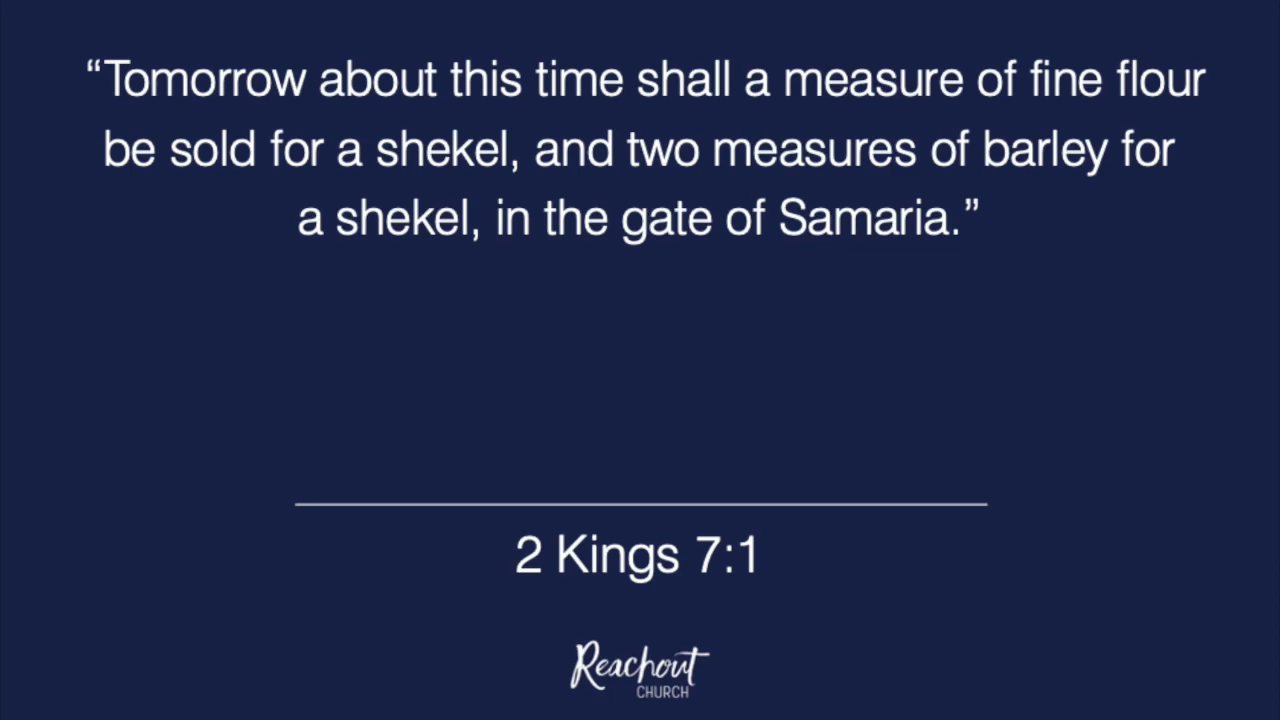 “Tomorrow about this time shall a measure of fine flour
be sold for a shekel, and two measures of barley for
a shekel, in the gate of Samaria.”
2 Kings 7:1
Reachout
CHURCH